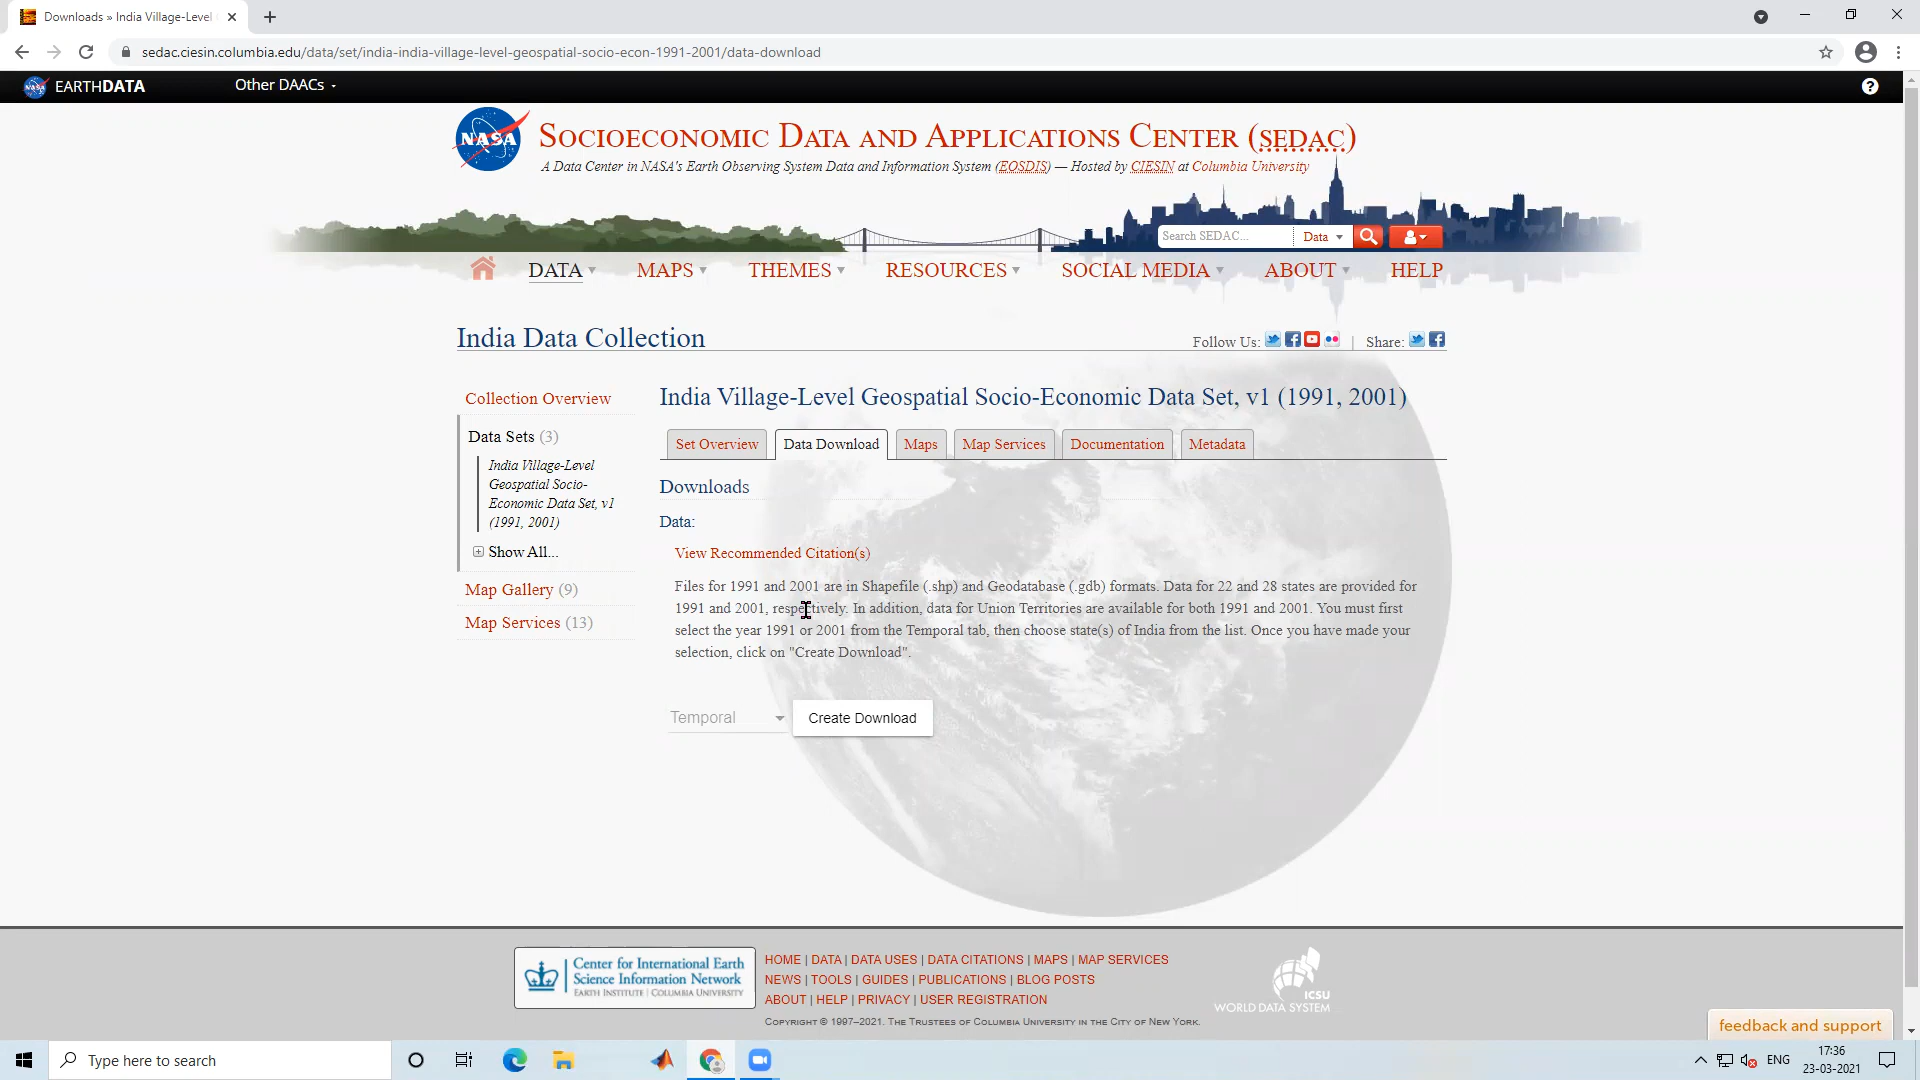 Downloads » India Village-Level
sedac.ciesin.columbia.edu/data/set/india-india-village-level-geospatial-socio-econ-1991-2001/data-download
NASA EARTHDATA Other DAACs
?
NASA
SOCIOECONOMIC DATA AND APPLICATIONS CENTER (SEDAC)
A Data Center in NASA's Earth Observing System Data and Information System (EOSDIS) — Hosted by CIESIN at Columbia University
Search SEDAC... Data
DATA MAPS THEMES RESOURCES SOCIAL MEDIA ABOUT HELP
India Data Collection
Follow Us: | Share:
Collection Overview
Data Sets (3)
India Village-Level
Geospatial Socio-
Economic Data Set, v1
(1991, 2001)
Show All...
Map Gallery (9)
Map Services (13)
India Village-Level Geospatial Socio-Economic Data Set, v1 (1991, 2001)
Set Overview Data Download Maps Map Services Documentation Metadata
Downloads
Data:
View Recommended Citation(s)
Files for 1991 and 2001 are in Shapefile (.shp) and Geodatabase (.gdb) formats. Data for 22 and 28 states are provided for
1991 and 2001, respectively. In addition, data for Union Territories are available for both 1991 and 2001. You must first
select the year 1991 or 2001 from the Temporal tab, then choose state(s) of India from the list. Once you have made your
selection, click on "Create Download".
Temporal Create Download
Center for International Earth
Science Information Network
EARTH INSTITUTE | COLUMBIA UNIVERSITY
HOME | DATA | DATA USES | DATA CITATIONS | MAPS | MAP SERVICES
NEWS | TOOLS | GUIDES | PUBLICATIONS | BLOG POSTS
ABOUT | HELP | PRIVACY | USER REGISTRATION
COPYRIGHT © 1997–2021. THE TRUSTEES OF COLUMBIA UNIVERSITY IN THE CITY OF NEW YORK.
ICSU
WORLD DATA SYSTEM
feedback and support
Type here to search
ENG
17:36
23-03-2021